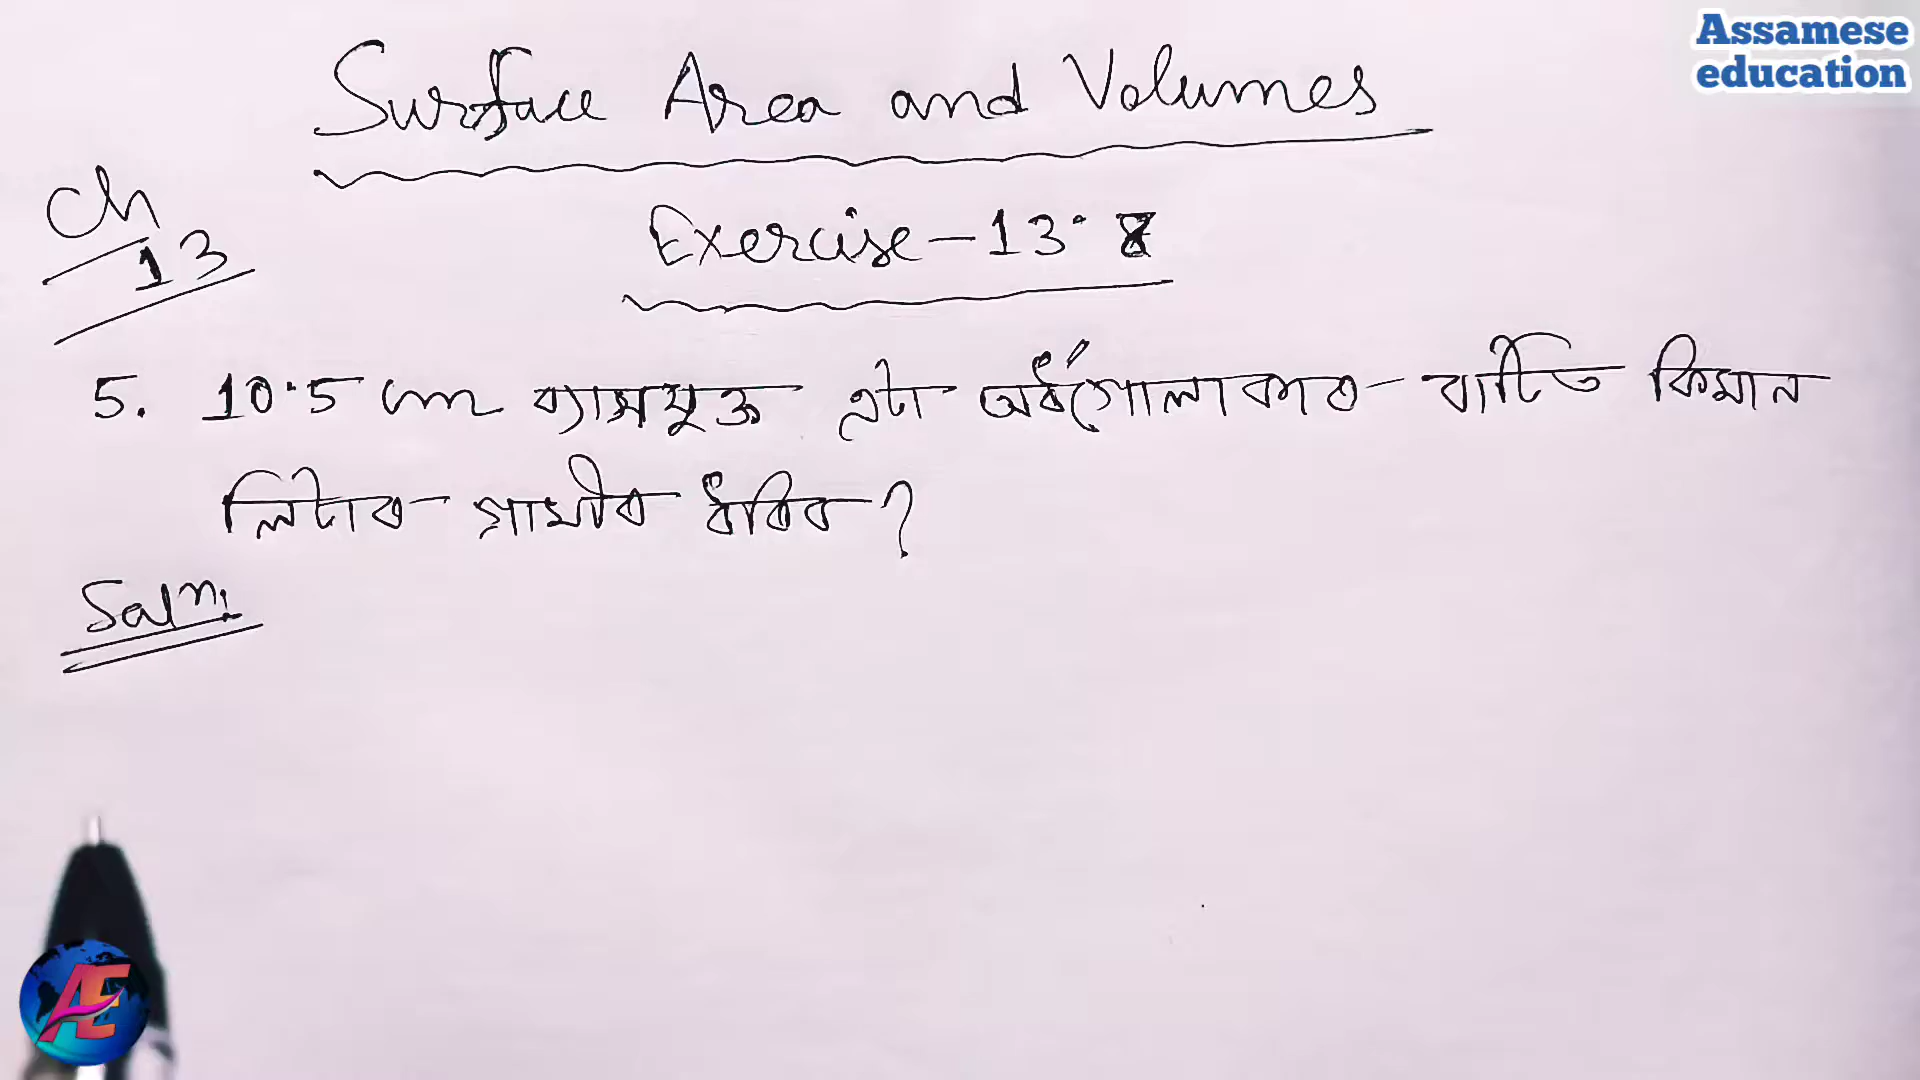 Assamese
education
Surface Area and Volumes
Ch
13
Exercise-13.8
5. 10.5 cm ব্যাসযুক্ত এটা অৰ্ধগোলাকাৰ বাটিত কিমান
লিটাৰ গাখীৰ ধৰিব?
Solⁿ:
AE